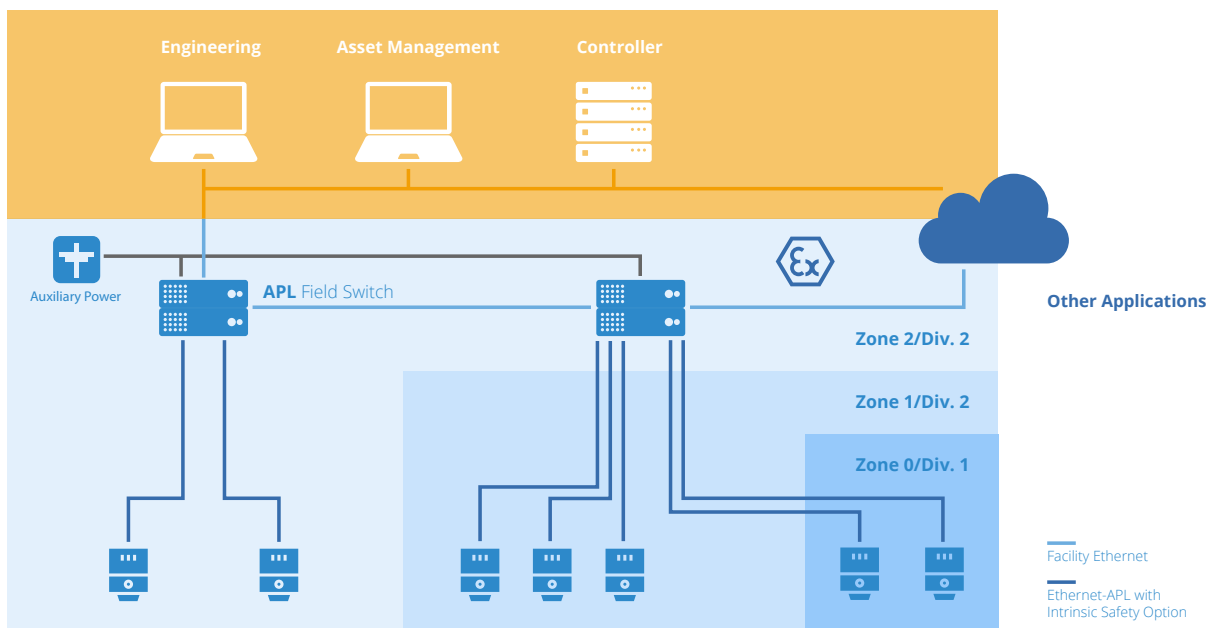 Engineering
Asset Management
Controller
Auxiliary Power
APL Field Switch
Ex
Other Applications
Zone 2/Div. 2
Zone 1/Div. 2
Zone 0/Div. 1
Facility Ethernet
Ethernet-APL with
Intrinsic Safety Option